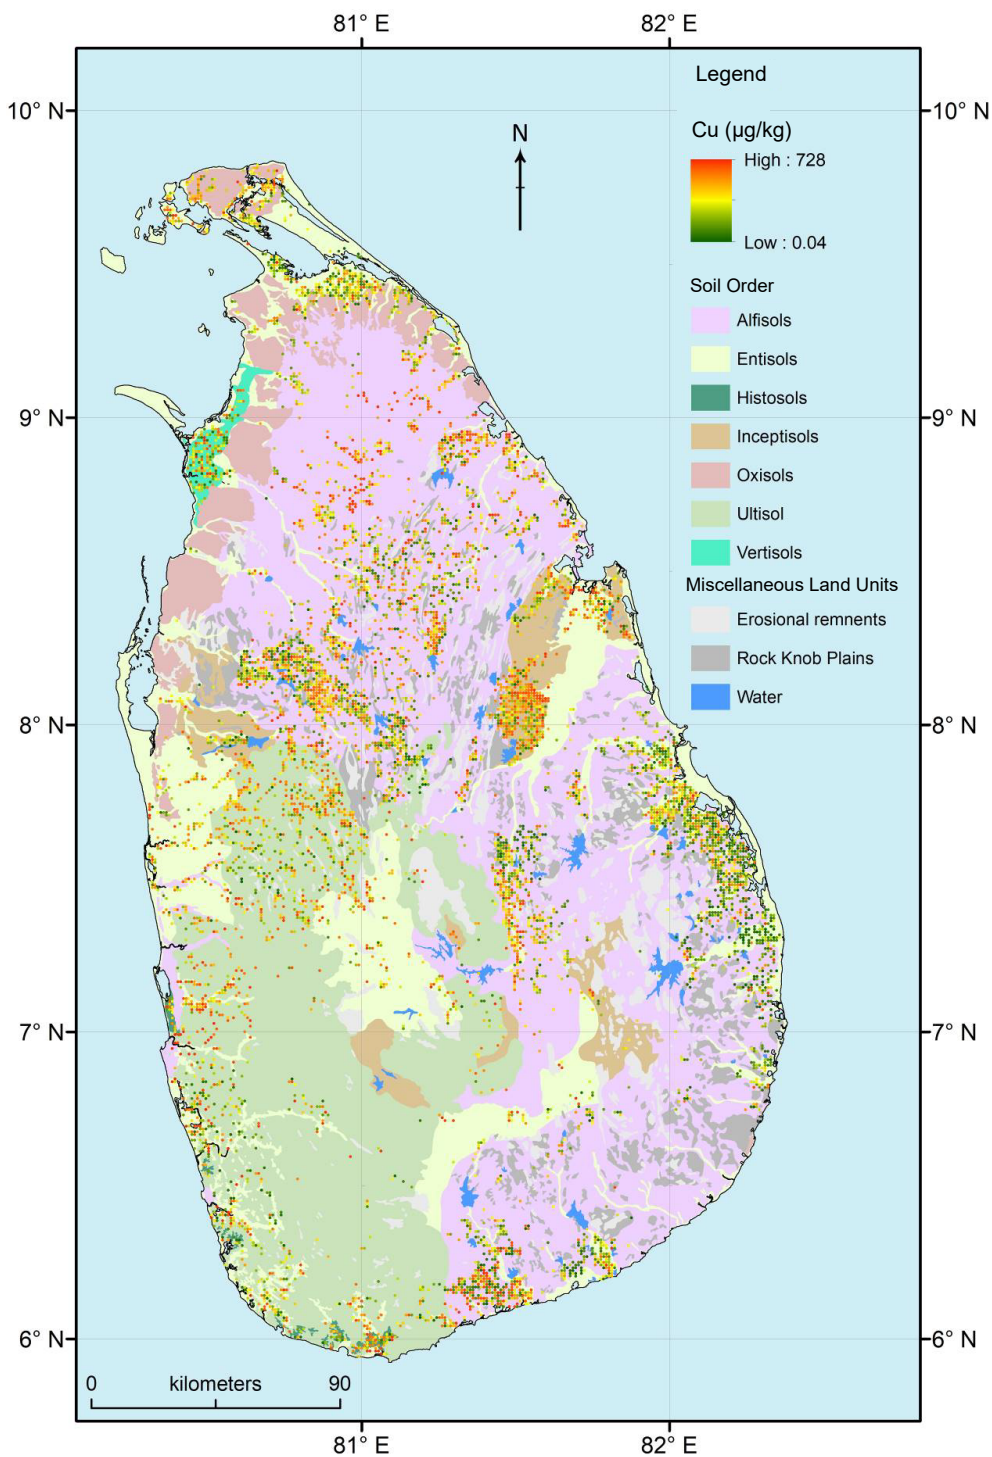 81° E 82° E
10° N 10° N
9° N 9° N
8° N 8° N
7° N 7° N
6° N 6° N
81° E 82° E
N
Legend
Cu (µg/kg)
High : 728
Low : 0.04
Soil Order
Alfisols
Entisols
Histosols
Inceptisols
Oxisols
Ultisol
Vertisols
Miscellaneous Land Units
Erosional remnents
Rock Knob Plains
Water
0 kilometers 90